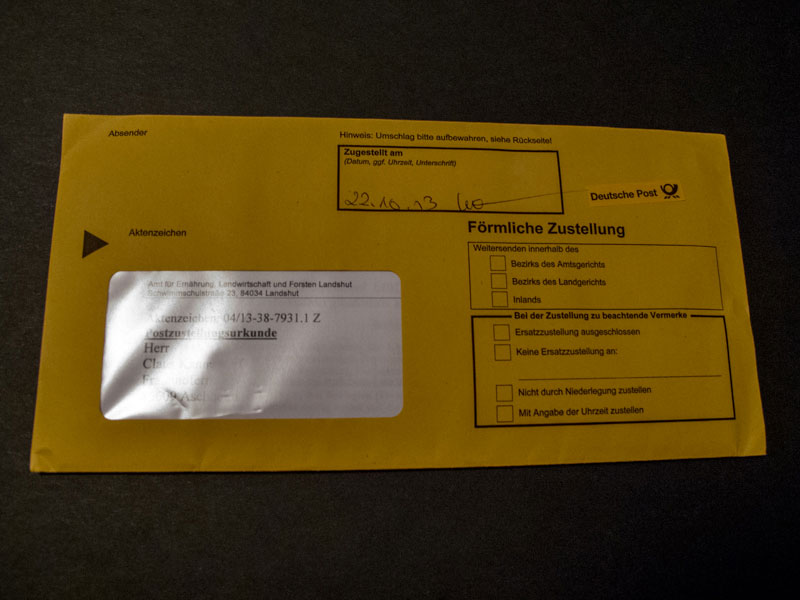 Absender
Hinweis: Umschlag bitte aufbewahren, siehe Rückseite!
Zugestellt am
(Datum, ggf. Uhrzeit, Unterschrift)
22.10.13
Deutsche Post
Förmliche Zustellung
Weitersenden innerhalb des
Bezirks des Amtsgerichts
Bezirks des Landgerichts
Inlands
Bei der Zustellung zu beachtende Vermerke
Ersatzzustellung ausgeschlossen
Keine Ersatzzustellung an:
Nicht durch Niederlegung zustellen
Mit Angabe der Uhrzeit zustellen
Aktenzeichen
Amt für Ernährung, Landwirtschaft und Forsten Landshut
Schwimmschulstraße 23, 84034 Landshut
Aktenzeichen: 04/13-38-7931.1 Z
Postzustellungsurkunde
Herr